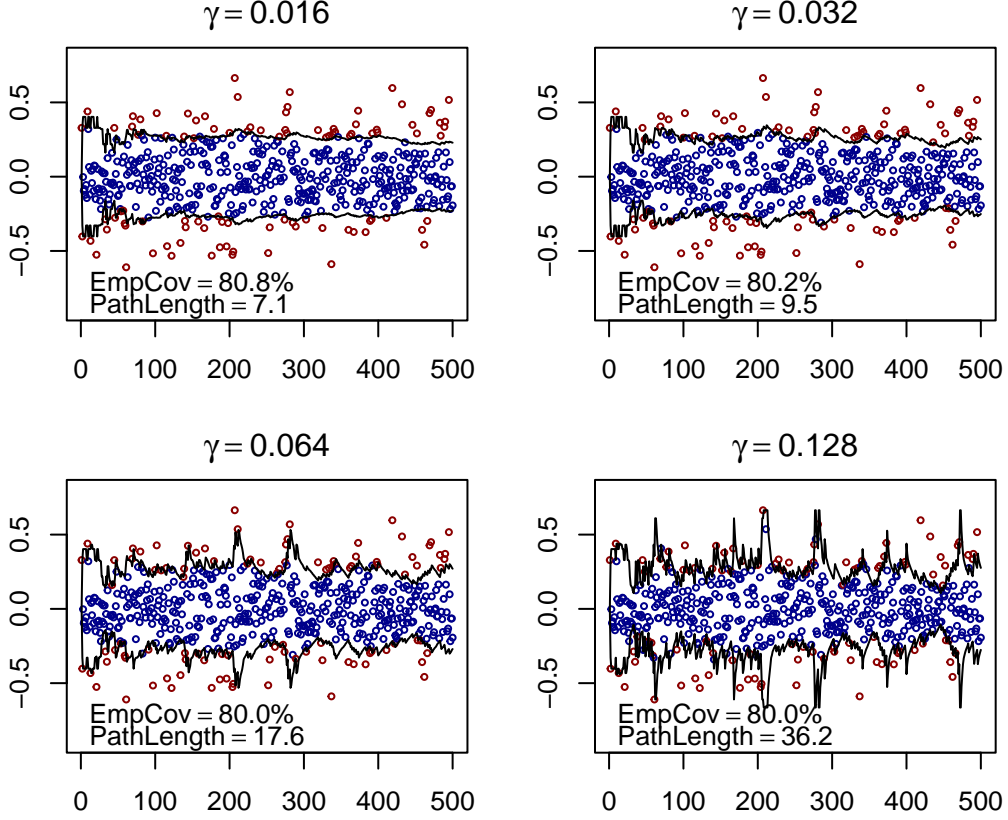 γ = 0.016
0.5
0.0
−0.5
EmpCov = 80.8%
PathLength = 7.1
0 100 200 300 400 500
γ = 0.032
0.5
0.0
−0.5
EmpCov = 80.2%
PathLength = 9.5
0 100 200 300 400 500
γ = 0.064
0.5
0.0
−0.5
EmpCov = 80.0%
PathLength = 17.6
0 100 200 300 400 500
γ = 0.128
0.5
0.0
−0.5
EmpCov = 80.0%
PathLength = 36.2
0 100 200 300 400 500